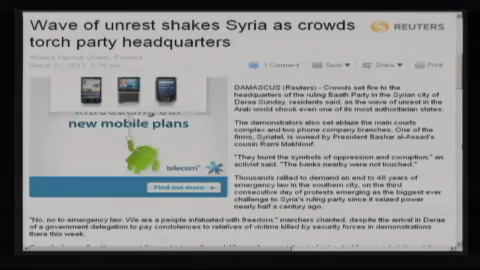 Wave of unrest shakes Syria as crowds
torch party headquarters
REUTERS
1 Comment
Send
Share
Print
DAMASCUS (Reuters) - Crowds set fire to the
headquarters of the ruling Baath Party in the Syrian city of
Deraa Sunday, residents said, as the wave of unrest in the
Arab world shook even one of its most authoritarian states.
The demonstrators also set ablaze the main courts
complex and two phone company branches. One of the
firms, Syriatel, is owned by President Bashar al-Assad's
cousin Rami Makhlouf.
"They burnt the symbols of oppression and corruption," an
activist said. "The banks nearby were not touched."
Thousands rallied to demand an end to 48 years of
emergency law in the southern city, on the third
consecutive day of protests emerging as the biggest ever
challenge to Syria's ruling party since it seized power
nearly half a century ago.
new mobile plans
telecom
Find out more
"No, no to emergency law. We are a people infatuated with freedom," marchers chanted, despite the arrival in Deraa
of a government delegation to pay condolences to relatives of victims killed by security forces in demonstrations
there this week.